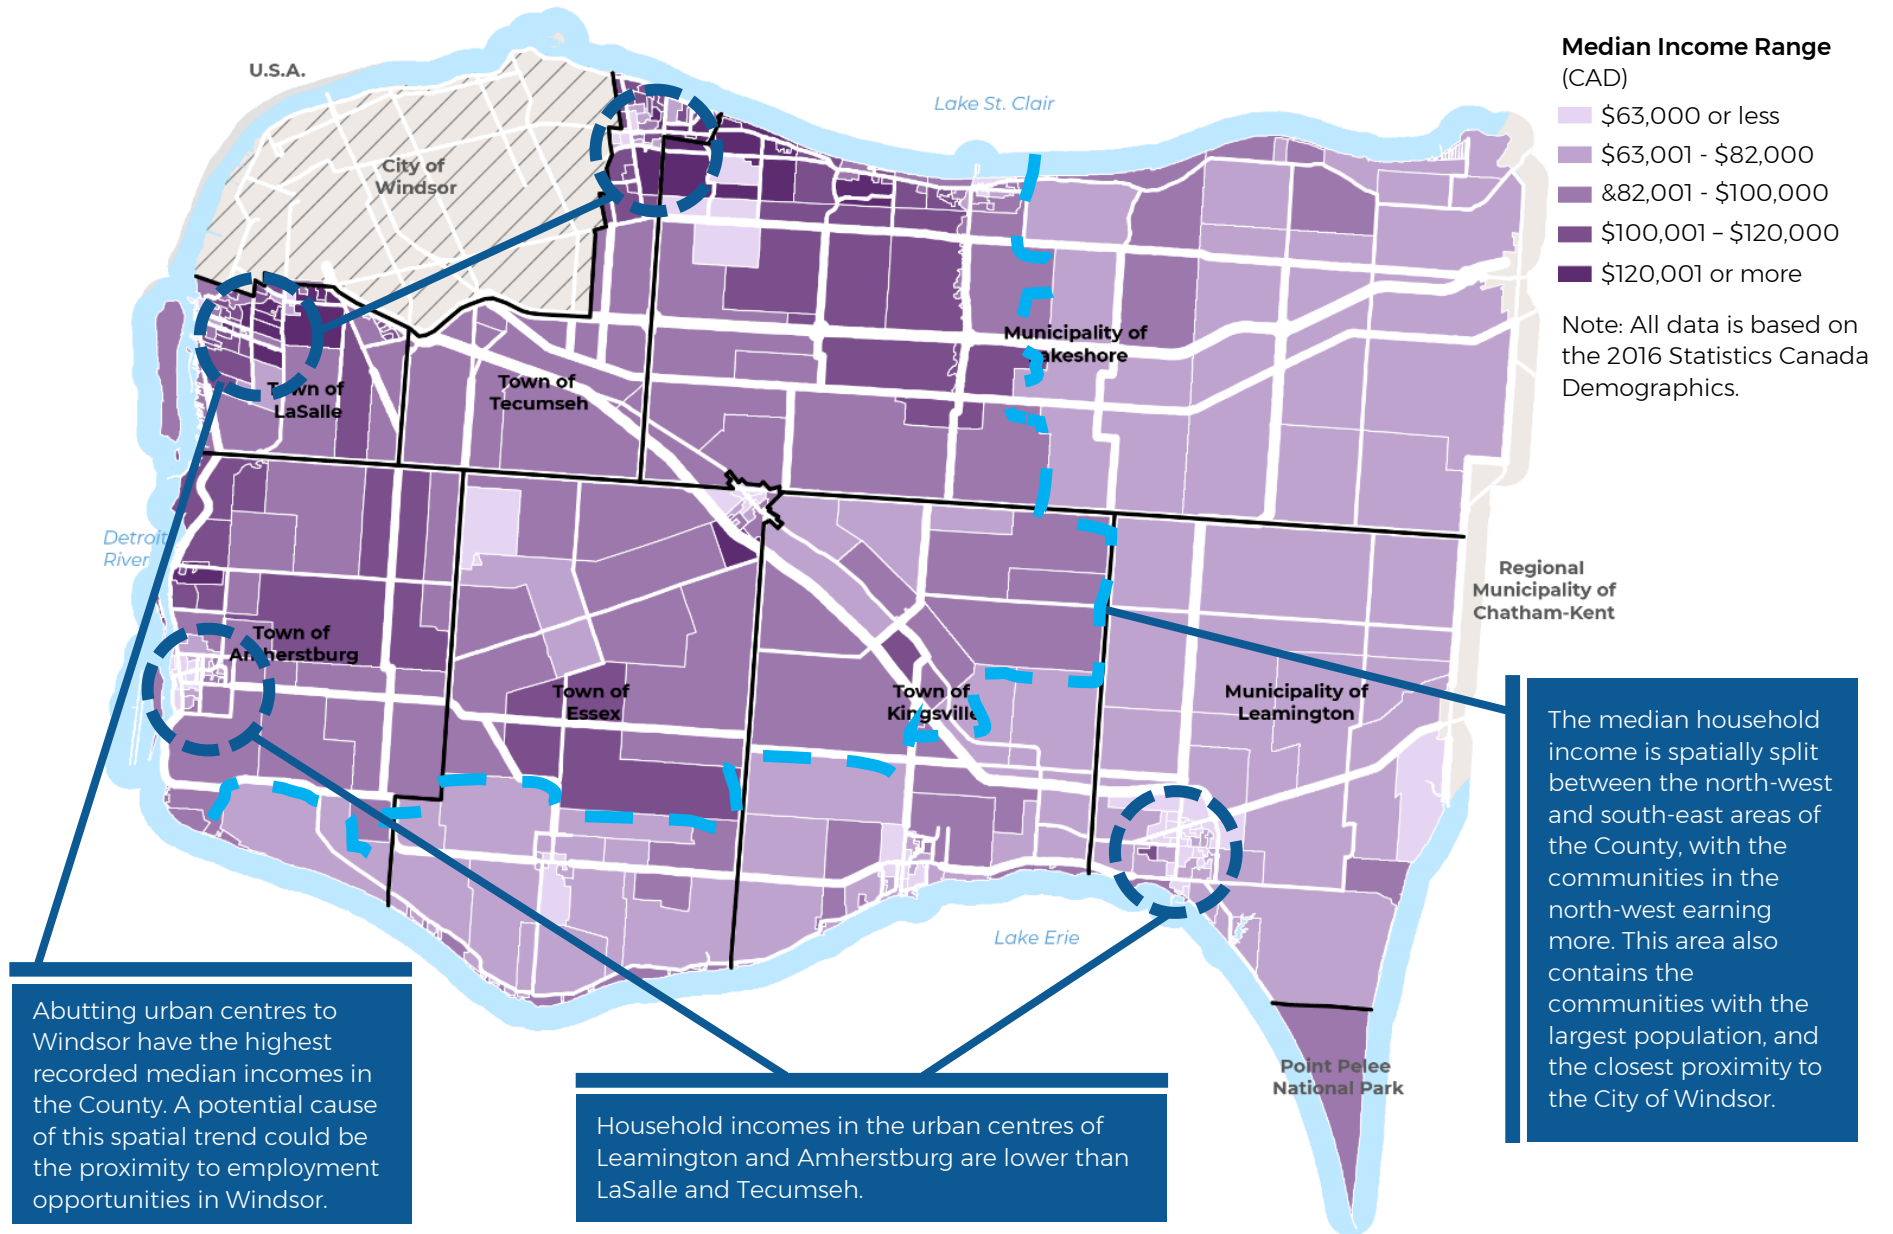 U.S.A.
Lake St. Clair
City of
Windsor
Median Income Range
(CAD)
$63,000 or less
$63,001 - $82,000
&82,001 - $100,000
$100,001 – $120,000
$120,001 or more
Note: All data is based on
the 2016 Statistics Canada
Demographics.
Municipality of
Lakeshore
Town of
LaSalle
Town of
Tecumseh
Detroit
River
Regional
Municipality of
Chatham-Kent
Town of
Amherstburg
Town of
Essex
Town of
Kingsville
Municipality of
Leamington
Lake Erie
Point Pelee
National Park
The median household
income is spatially split
between the north-west
and south-east areas of
the County, with the
communities in the
north-west earning
more. This area also
contains the
communities with the
largest population, and
the closest proximity to
the City of Windsor.
Abutting urban centres to
Windsor have the highest
recorded median incomes in
the County. A potential cause
of this spatial trend could be
the proximity to employment
opportunities in Windsor.
Household incomes in the urban centres of
Leamington and Amherstburg are lower than
LaSalle and Tecumseh.